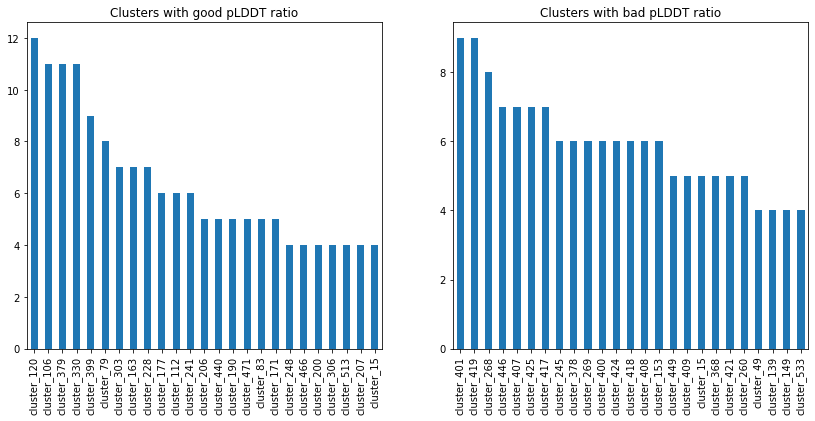 Clusters with good pLDDT ratio
12
10
8
6
4
2
0
cluster_120
cluster_106
cluster_379
cluster_330
cluster_399
cluster_79
cluster_303
cluster_163
cluster_228
cluster_177
cluster_112
cluster_241
cluster_206
cluster_440
cluster_190
cluster_471
cluster_83
cluster_171
cluster_248
cluster_466
cluster_200
cluster_306
cluster_513
cluster_207
cluster_15
Clusters with bad pLDDT ratio
8
6
4
2
0
cluster_401
cluster_419
cluster_268
cluster_446
cluster_407
cluster_425
cluster_417
cluster_245
cluster_378
cluster_269
cluster_400
cluster_424
cluster_418
cluster_408
cluster_153
cluster_449
cluster_409
cluster_15
cluster_368
cluster_421
cluster_260
cluster_49
cluster_139
cluster_149
cluster_533